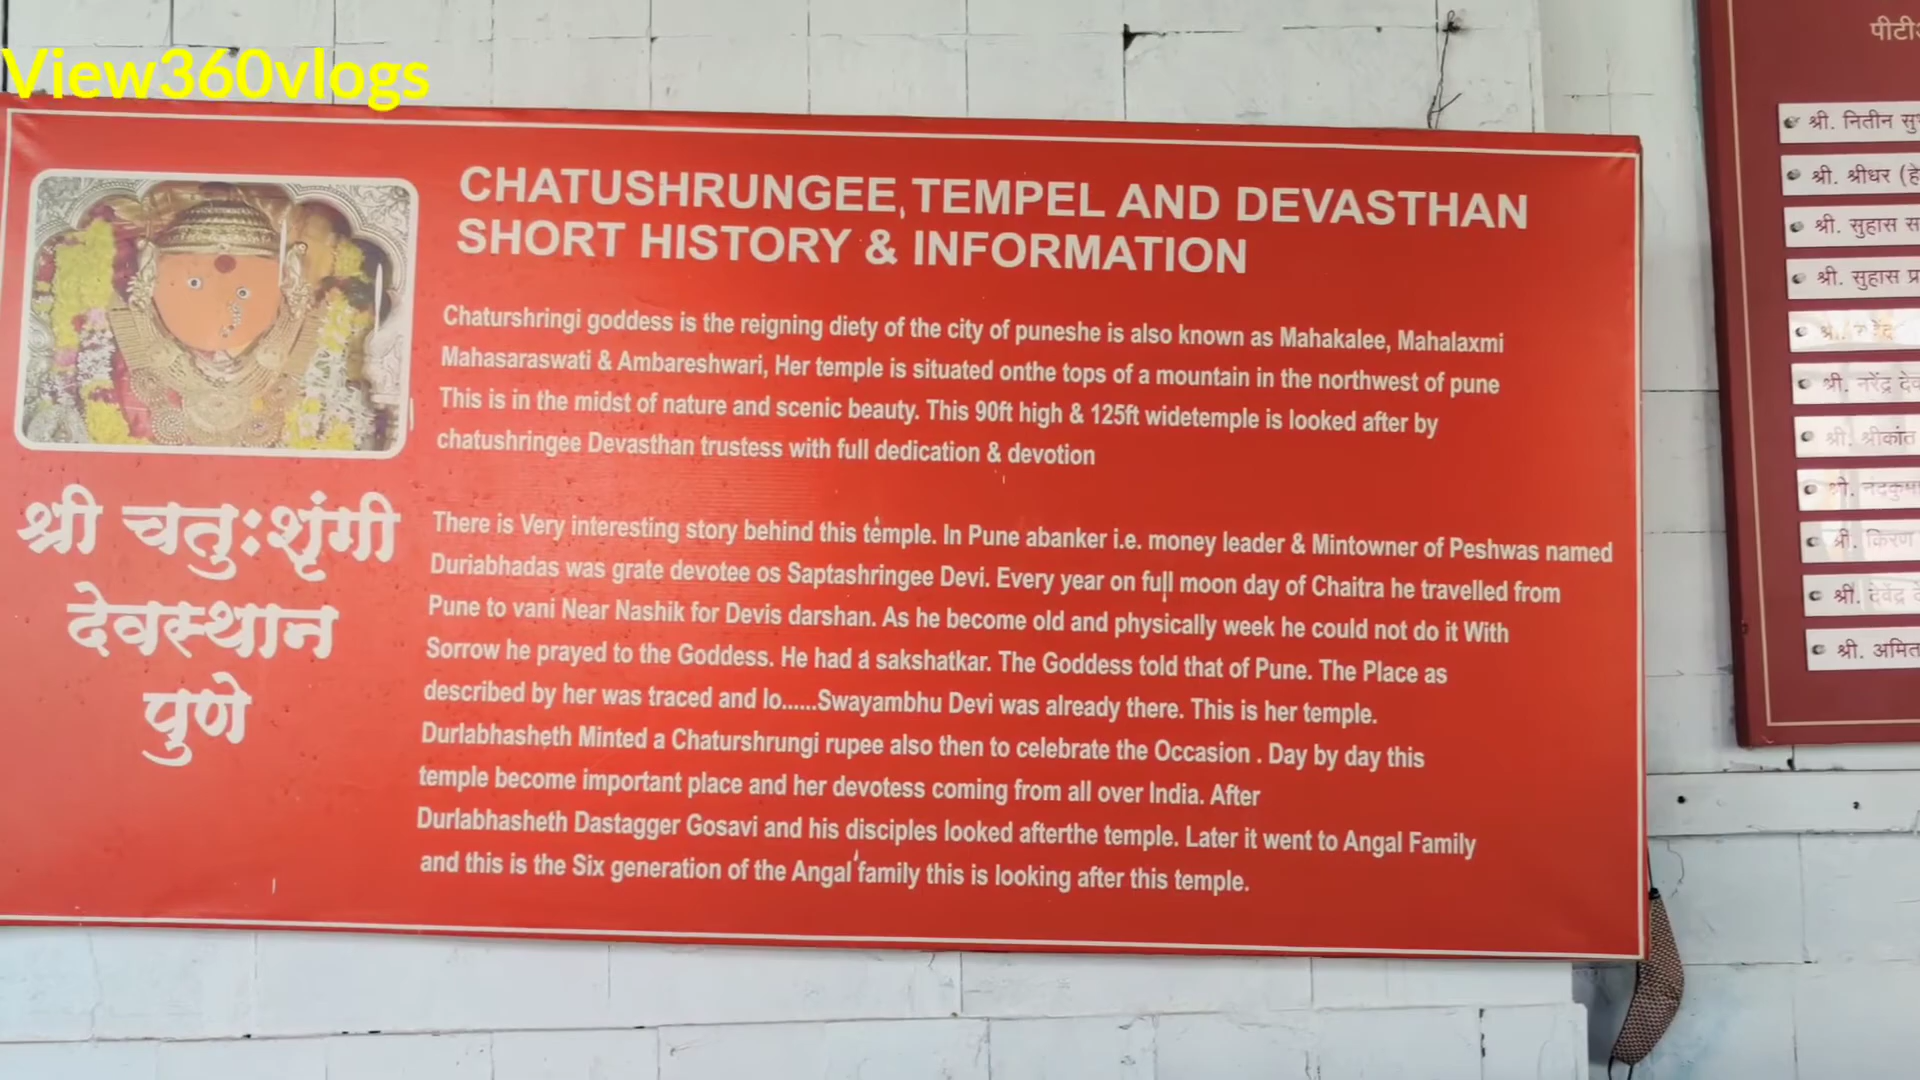 View360vlogs
CHATUSHRUNGEE, TEMPEL AND DEVASTHAN
SHORT HISTORY & INFORMATION
Chaturshringi goddess is the reigning diety of the city of puneshe is also known as Mahakalee, Mahalaxmi
Mahasaraswati & Ambareshwari, Her temple is situated onthe tops of a mountain in the northwest of pune
This is in the midst of nature and scenic beauty. This 90ft high & 125ft widetemple is looked after by
chatushringee Devasthan trustess with full dedication & devotion
There is Very interesting story behind this temple. In Pune abanker i.e. money leader & Mintowner of Peshwas named
Duriabhadas was grate devotee os Saptashringee Devi. Every year on full moon day of Chaitra he travelled from
Pune to vani Near Nashik for Devis darshan. As he become old and physically week he could not do it With
Sorrow he prayed to the Goddess. He had a sakshatkar. The Goddess told that of Pune. The Place as
described by her was traced and lo......Swayambhu Devi was already there. This is her temple.
Durlabhasheth Minted a Chaturshrungi rupee also then to celebrate the Occasion . Day by day this
temple become important place and her devotess coming from all over India. After
Durlabhasheth Dastagger Gosavi and his disciples looked afterthe temple. Later it went to Angal Family
and this is the Six generation of the Angal family this is looking after this temple.
श्री चतुःशृंगी
देवस्थान
पुणे
श्री. नितीन
श्री. श्रीधर
श्री. सुहास
श्री. सुहास
श्री. नरेंद्र
श्री. श्रीकांत
श्री. किरण
श्री. देवेंद्र
श्री. अमित